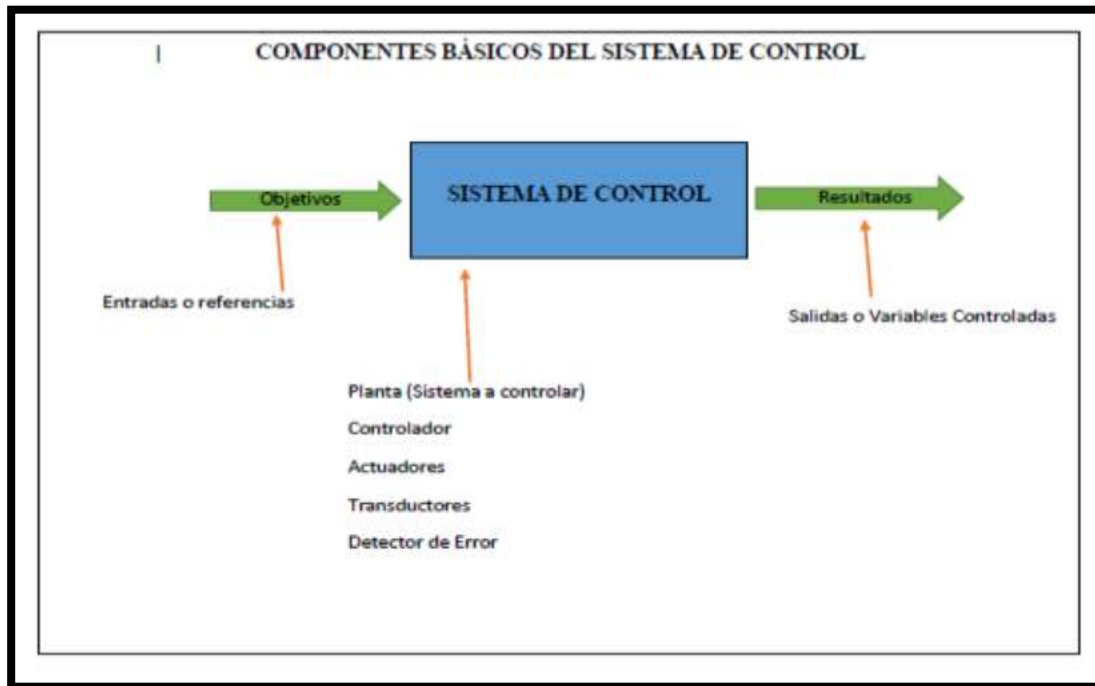 COMPONENTES BÁSICOS DEL SISTEMA DE CONTROL
Objetivos
SISTEMA DE CONTROL
Resultados
Entradas o referencias
Salidas o Variables Controladas
Planta (Sistema a controlar)
Controlador
Actuadores
Transductores
Detector de Error